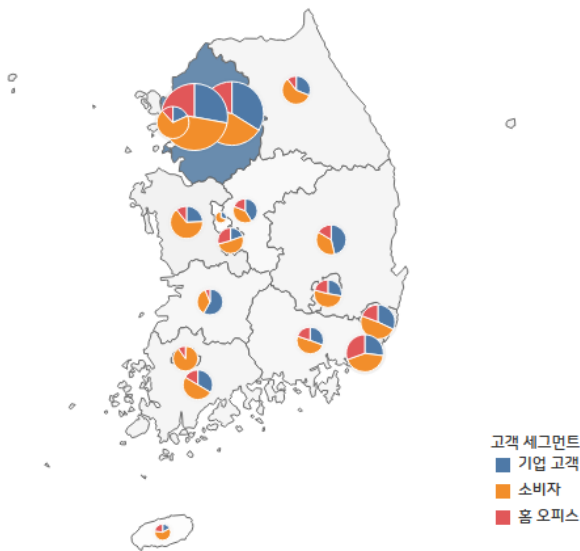 고객 세그먼트
기업 고객
소비자
홈 오피스